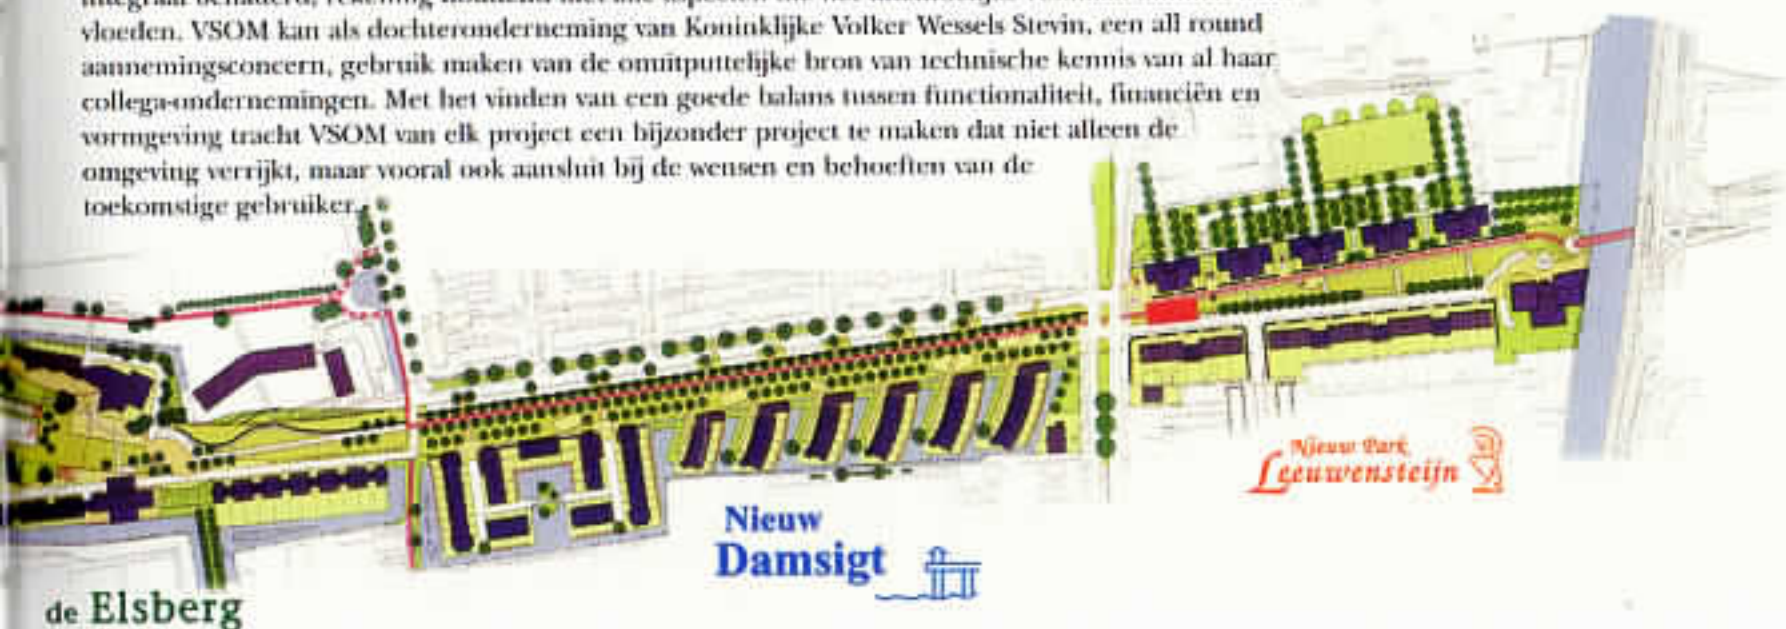 vloeden. VSOM kan als dochteronderneming van Koninklijke Volker Wessels Stevin, een all round
aannemingsconcern, gebruik maken van de onuitputtelijke bron van technische kennis van al haar
collega-ondernemingen. Met het vinden van een goede balans tussen functionaliteit, financiën en
vormgeving tracht VSOM van elk project een bijzonder project te maken dat niet alleen de
omgeving verrijkt, maar vooral ook aansluit bij de wensen en behoeften van de
toekomstige gebruiker.
Nieuw Park
Leeuwensteijn
Nieuw
Damsigt
de Elsberg